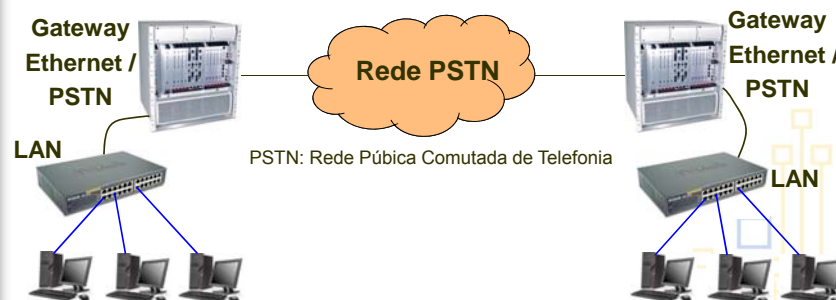 Gateway
Ethernet /
PSTN
Rede PSTN
Gateway
Ethernet /
PSTN
LAN
PSTN: Rede Púbica Comutada de Telefonia
LAN